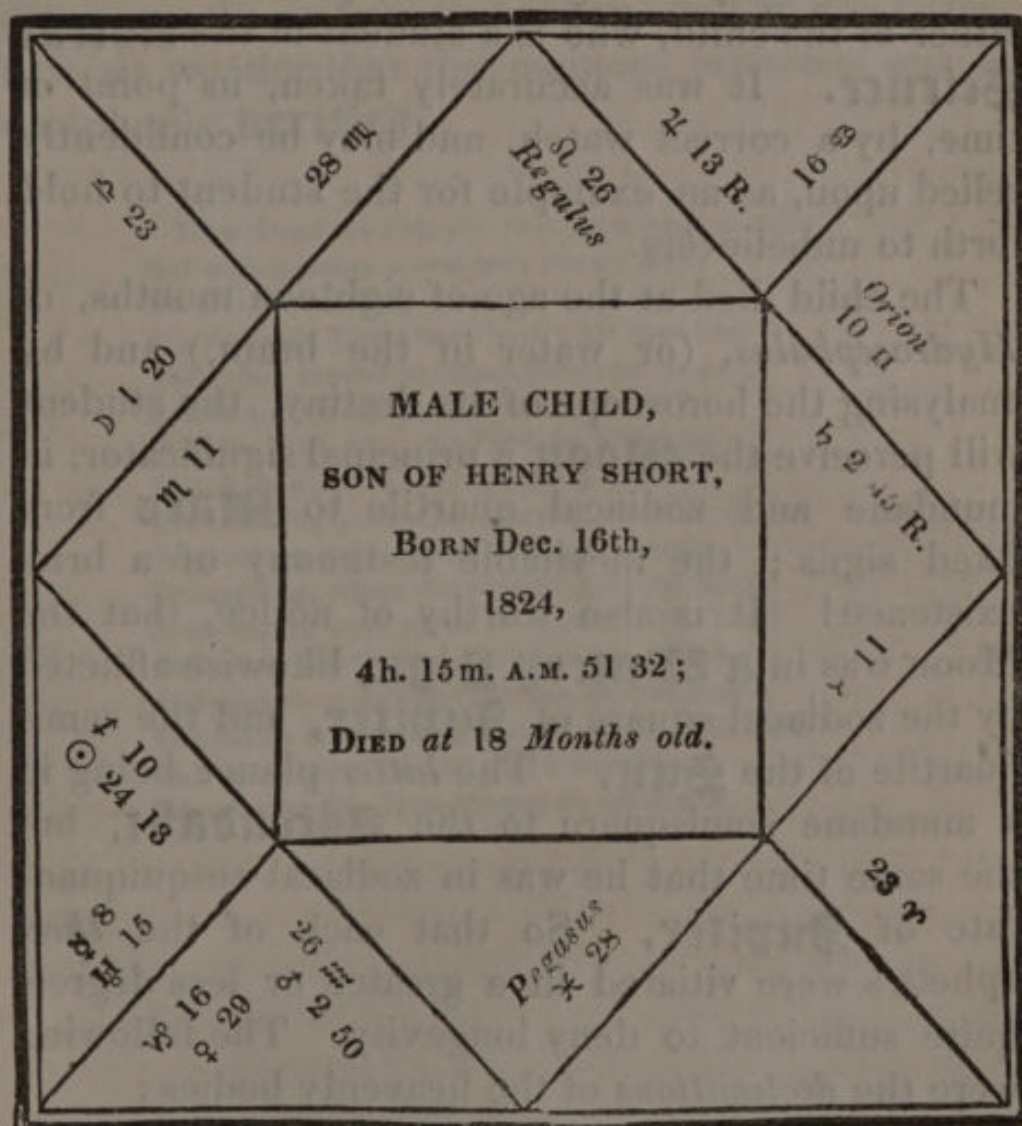 28 ♍
♌ 26
Regulus
♃ 13 R.
16 ♋
♎ 23
☽ 1 20
♏ 11
Orion
10 ♊
♄ 2 45 R.
11
MALE CHILD,
SON OF HENRY SHORT,
BORN Dec. 16th,
1824,
4h. 15m. A.M. 51 32;
DIED at 18 Months old.
♐ 10
☉ 24 13
8
15
♑ 16
29
26 ♒
♂ 2 50
Pegasus
28
23 ♈